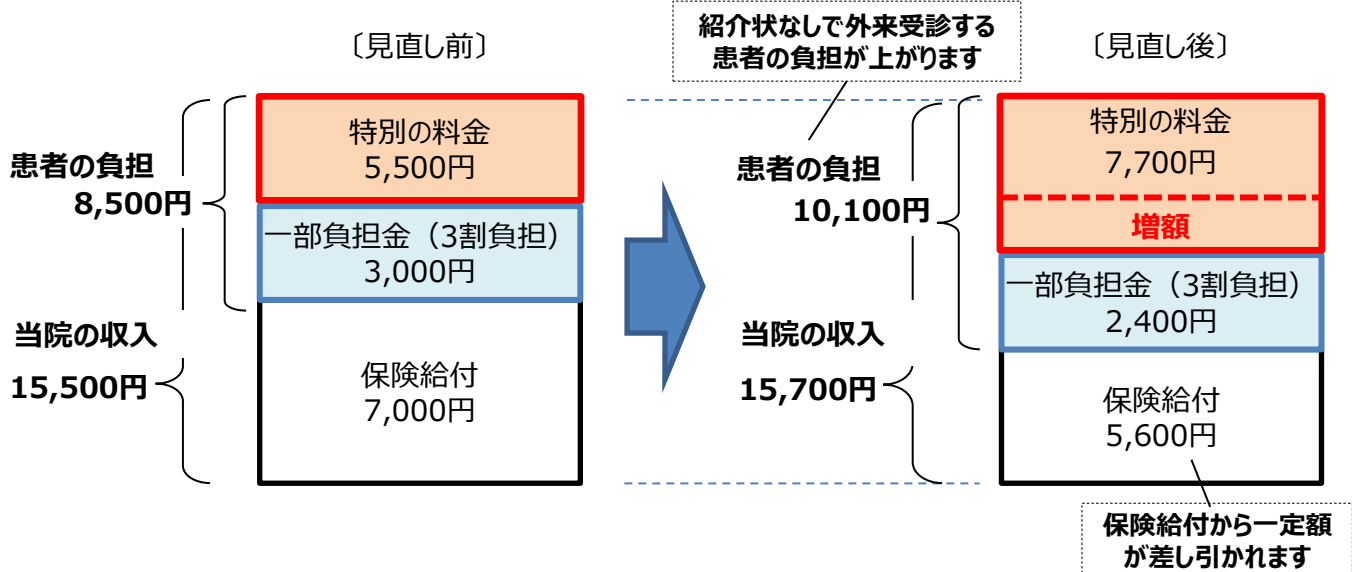 紹介状なしで外来受診する
患者の負担が上がります
〔見直し前〕
〔見直し後〕
特別の料金
5,500円
患者の負担
8,500円
一部負担金（3割負担）
3,000円
当院の収入
15,500円
保険給付
7,000円
特別の料金
7,700円
患者の負担
10,100円
増額
一部負担金（3割負担）
2,400円
当院の収入
15,700円
保険給付
5,600円
保険給付から一定額
が差し引かれます